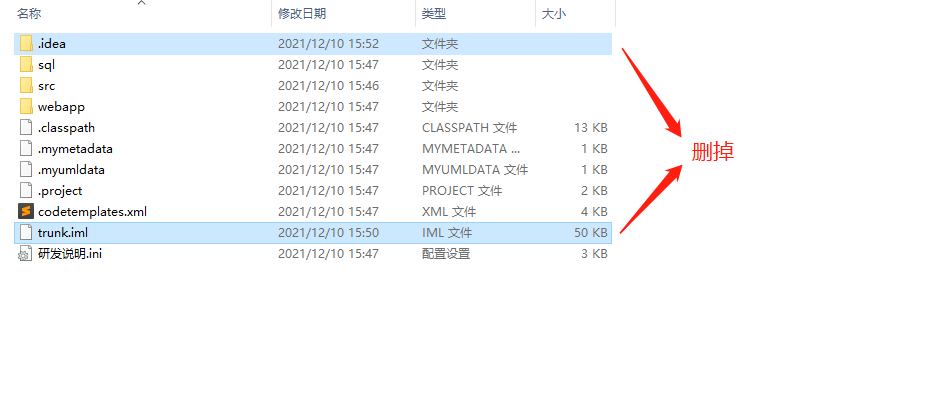 名称 修改日期 类型 大小
.idea 2021/12/10 15:52 文件夹
sql 2021/12/10 15:47 文件夹
src 2021/12/10 15:46 文件夹
webapp 2021/12/10 15:47 文件夹
.classpath 2021/12/10 15:47 CLASSPATH 文件 13 KB
.mymetadata 2021/12/10 15:47 MYMETADATA ... 1 KB
.myumldata 2021/12/10 15:47 MYUMLDATA 文件 1 KB
.project 2021/12/10 15:47 PROJECT 文件 2 KB
codetemplates.xml 2021/12/10 15:47 XML 文件 4 KB
trunk.iml 2021/12/10 15:50 IML 文件 50 KB
研发说明.ini 2021/12/10 15:47 配置设置 3 KB
删掉